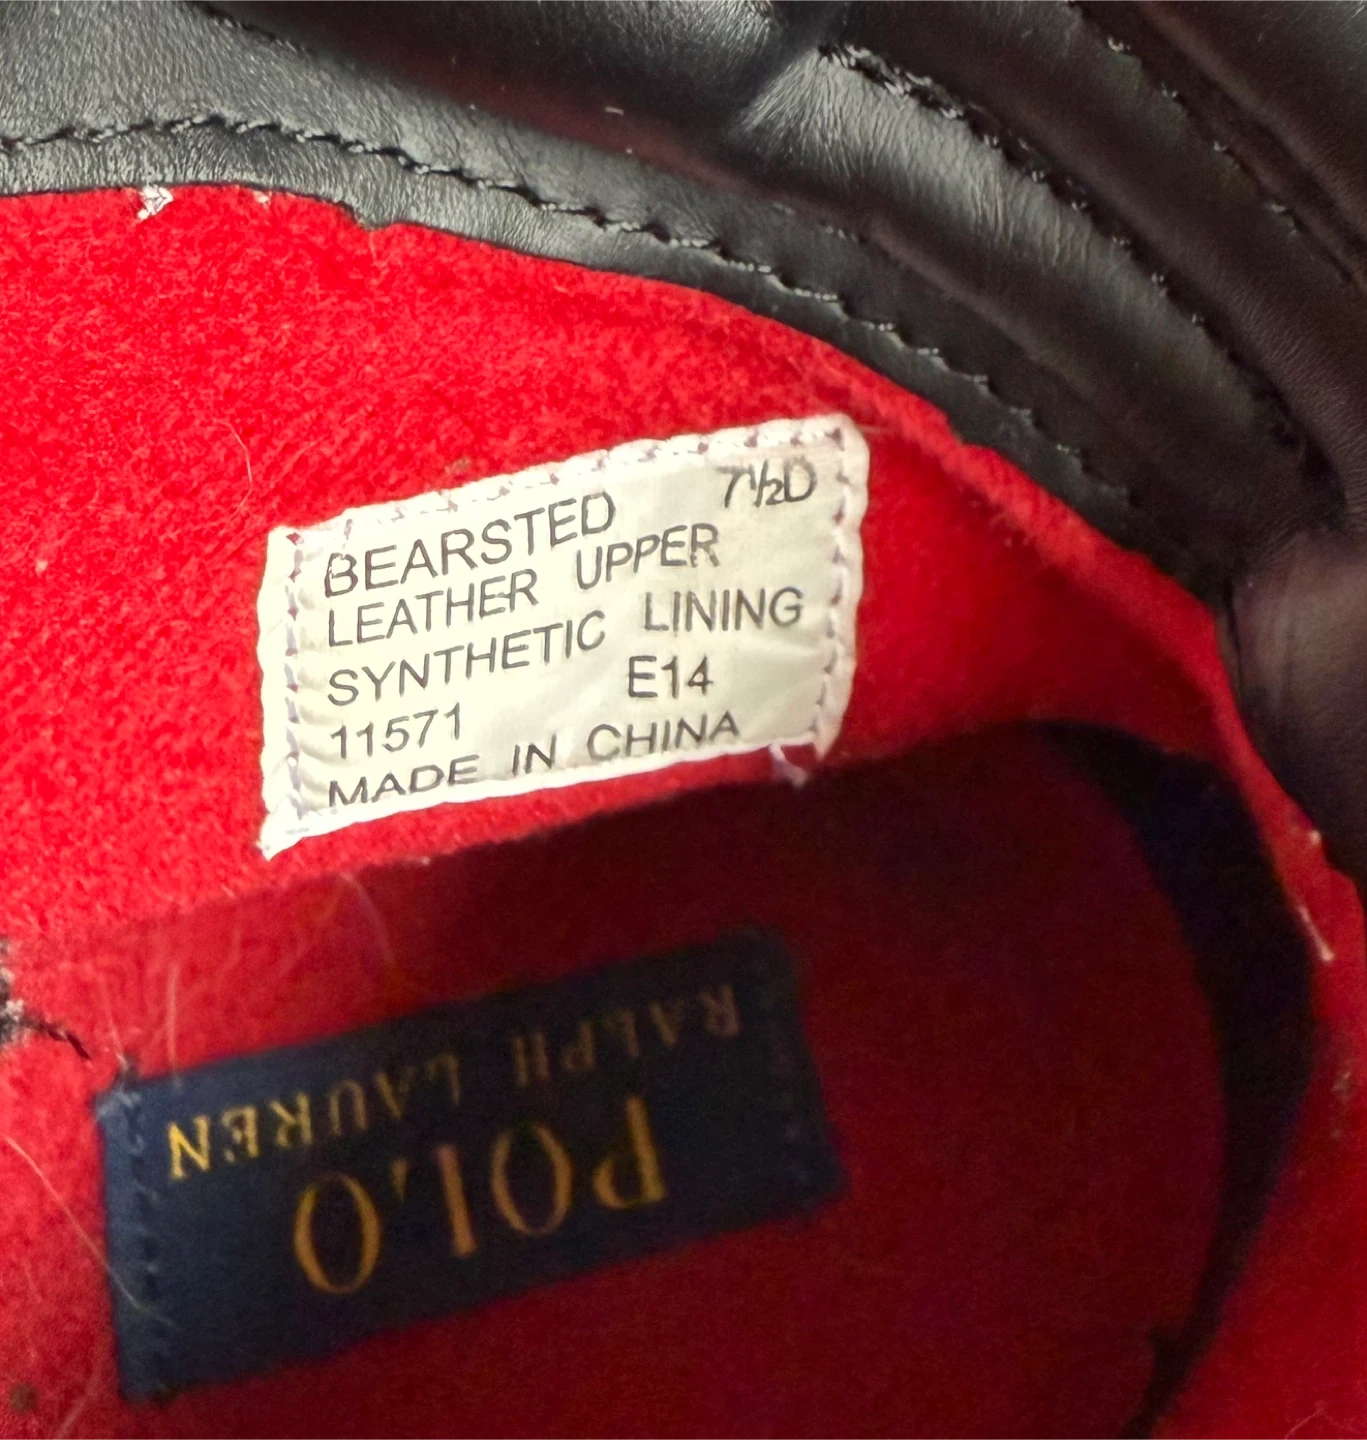 BEARSTED 7½D
LEATHER UPPER
SYNTHETIC LINING
11571 E14
MADE IN CHINA
POLO
RALPH LAUREN